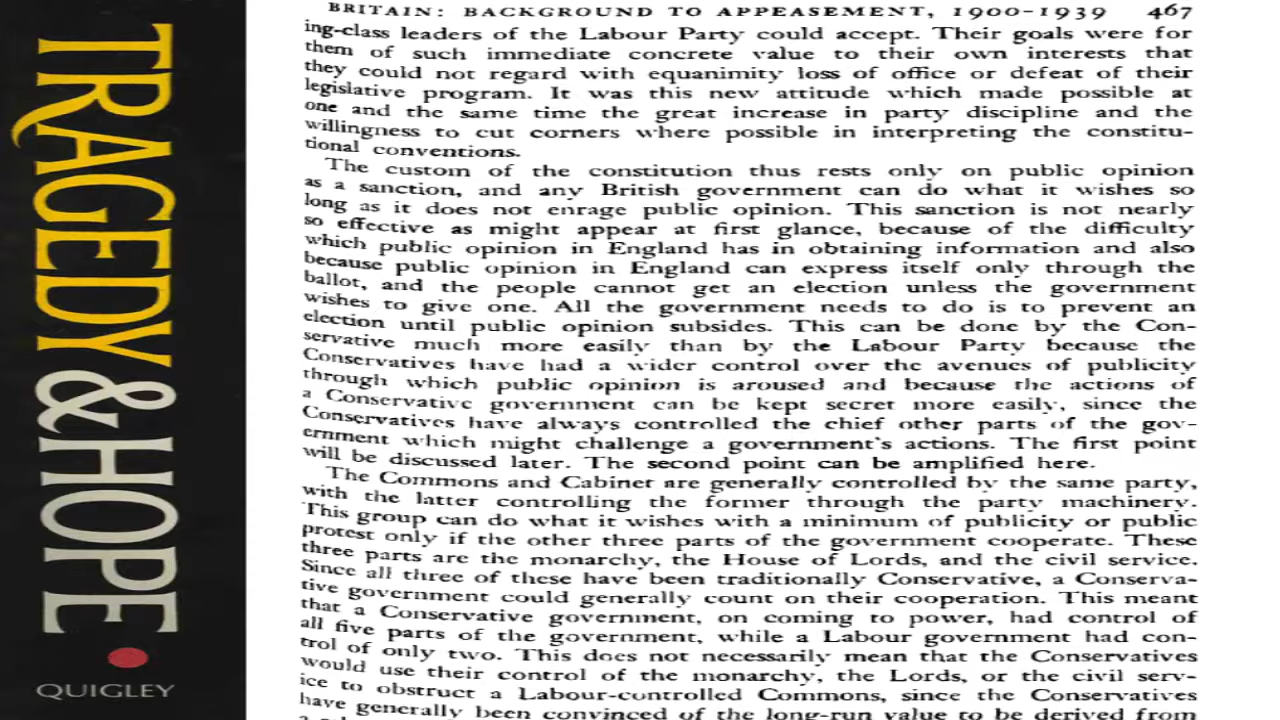 TRAGEDY & HOPE
QUIGLEY
BRITAIN: BACKGROUND TO APPEASEMENT, 1900-1939 467
ing-class leaders of the Labour Party could accept. Their goals were for
them of such immediate concrete value to their own interests that
they could not regard with equanimity loss of office or defeat of their
legislative program. It was this new attitude which made possible at
one and the same time the great increase in party discipline and the
willingness to cut corners where possible in interpreting the constitu-
tional conventions.
The custom of the constitution thus rests only on public opinion
as a sanction, and any British government can do what it wishes so
long as it does not enrage public opinion. This sanction is not nearly
so effective as might appear at first glance, because of the difficulty
which public opinion in England has in obtaining information and also
because public opinion in England can express itself only through the
ballot, and the people cannot get an election unless the government
wishes to give one. All the government needs to do is to prevent an
election until public opinion subsides. This can be done by the Con-
servative much more easily than by the Labour Party because the
Conservatives have had a wider control over the avenues of publicity
through which public opinion is aroused and because the actions of
a Conservative government can be kept secret more easily, since the
Conservatives have always controlled the chief other parts of the gov-
ernment which might challenge a government's actions. The first point
will be discussed later. The second point can be amplified here.
The Commons and Cabinet are generally controlled by the same party,
with the latter controlling the former through the party machinery.
This group can do what it wishes with a minimum of publicity or public
protest only if the other three parts of the government cooperate. These
three parts are the monarchy, the House of Lords, and the civil service.
Since all three of these have been traditionally Conservative, a Conserva-
tive government could generally count on their cooperation. This meant
that a Conservative government, on coming to power, had control of
all five parts of the government, while a Labour government had con-
trol of only two. This does not necessarily mean that the Conservatives
would use their control of the monarchy, the Lords, or the civil serv-
ice to obstruct a Labour-controlled Commons, since the Conservatives
have generally been convinced of the long-run value to be derived from